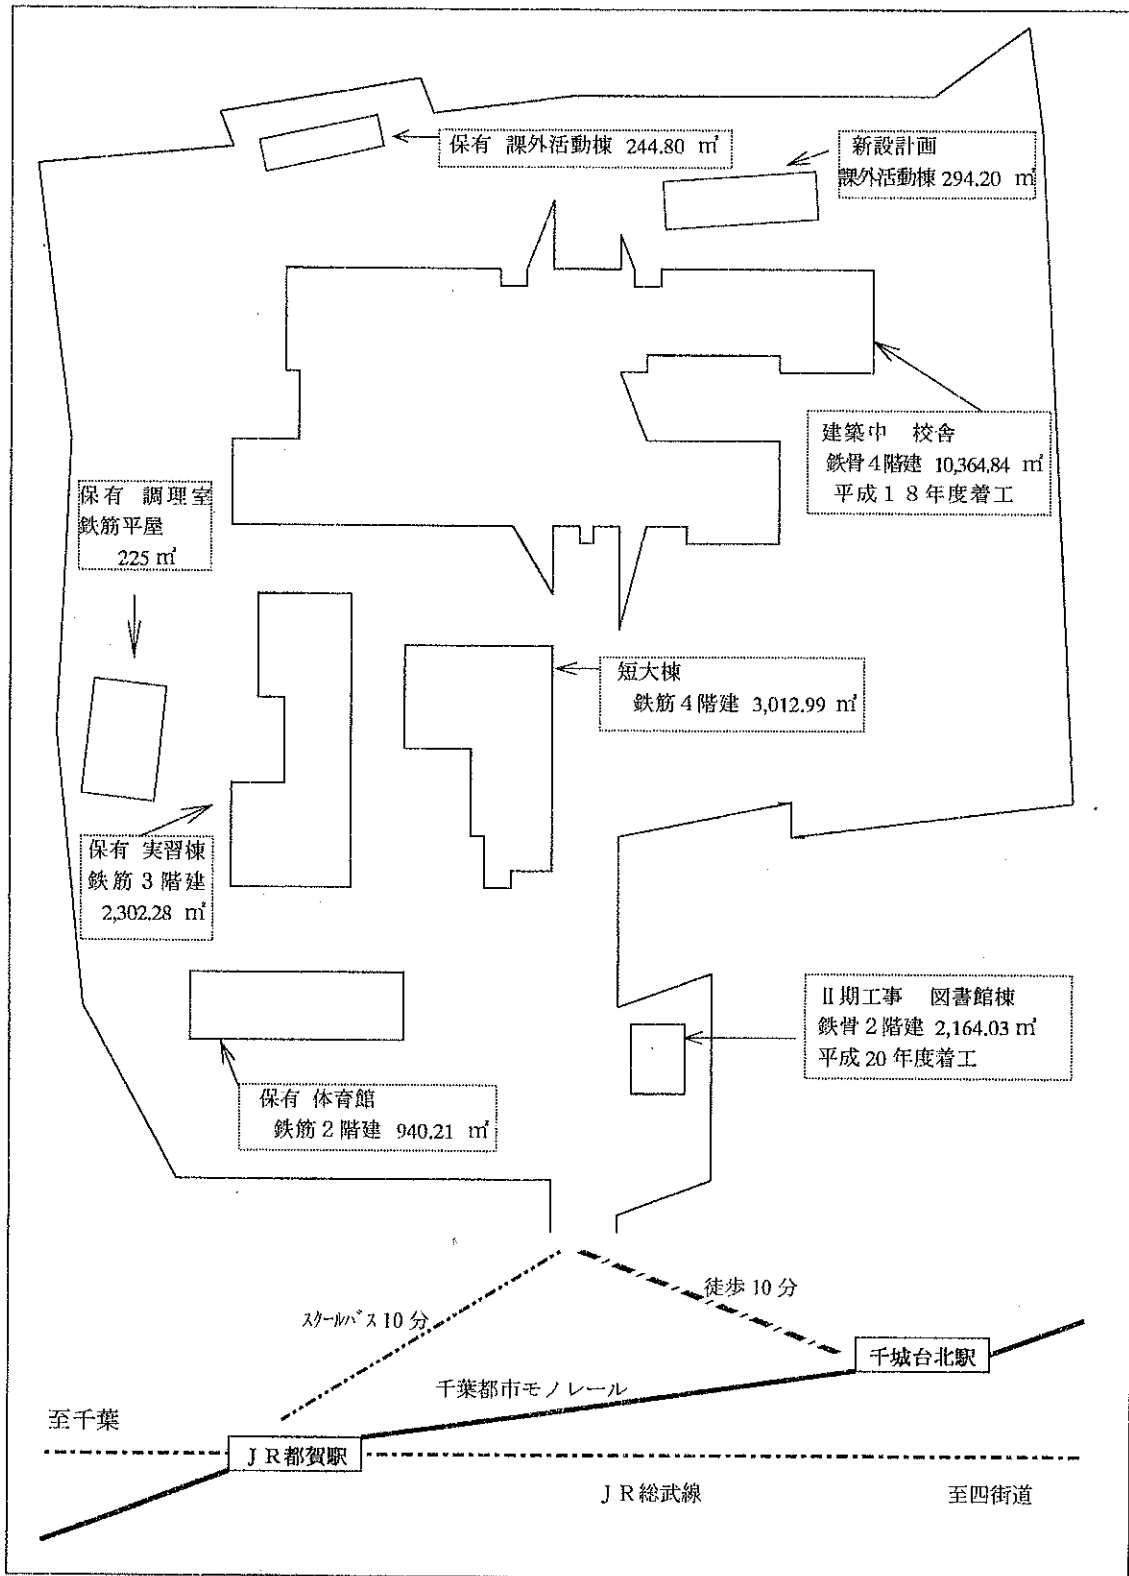 保有 課外活動棟 244.80 ㎡
新設計画
課外活動棟 294.20 ㎡
建築中 校舎
鉄骨4階建 10,364.84 ㎡
平成18年度着工
保有 調理室
鉄筋平屋
225 ㎡
短大棟
鉄筋4階建 3,012.99 ㎡
保有 実習棟
鉄筋3階建
2,302.28 ㎡
Ⅱ期工事 図書館棟
鉄骨2階建 2,164.03 ㎡
平成20年度着工
保有 体育館
鉄筋2階建 940.21 ㎡
スクールバス10分
徒歩10分
千城台北駅
千葉都市モノレール
至千葉
JR都賀駅
JR総武線
至四街道